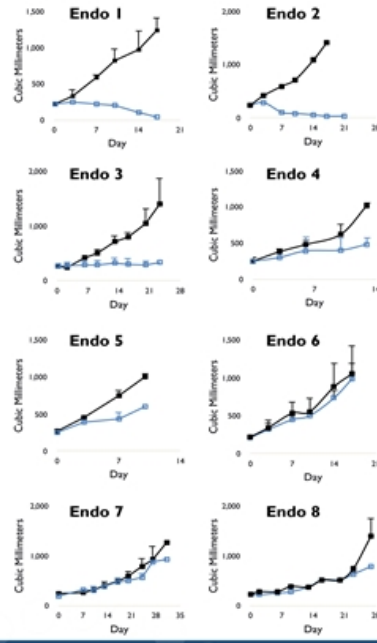 Endo 1
Cubic Millimeters
1,500
1,000
500
0
0 7 14 21
Day
Endo 2
Cubic Millimeters
2,000
1,000
0
0 7 14 21
Day
Endo 3
Cubic Millimeters
2,000
1,000
0
0 7 14 21 28
Day
Endo 4
Cubic Millimeters
1,500
1,000
500
0
0 7
Day
Endo 5
Cubic Millimeters
1,500
1,000
500
0
0 7 14
Day
Endo 6
Cubic Millimeters
1,500
1,000
500
0
0 7 14
Day
Endo 7
Cubic Millimeters
2,000
1,000
0
0 7 14 21 28 35
Day
Endo 8
Cubic Millimeters
2,000
1,000
0
0 7 14 21
Day